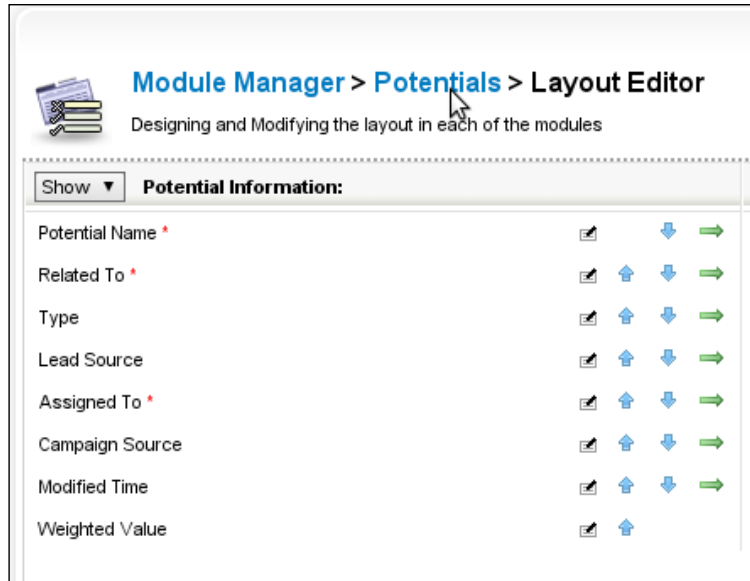 Module Manager > Potentials > Layout Editor
Designing and Modifying the layout in each of the modules
Show ▼ Potential Information:
Potential Name *
Related To *
Type
Lead Source
Assigned To *
Campaign Source
Modified Time
Weighted Value